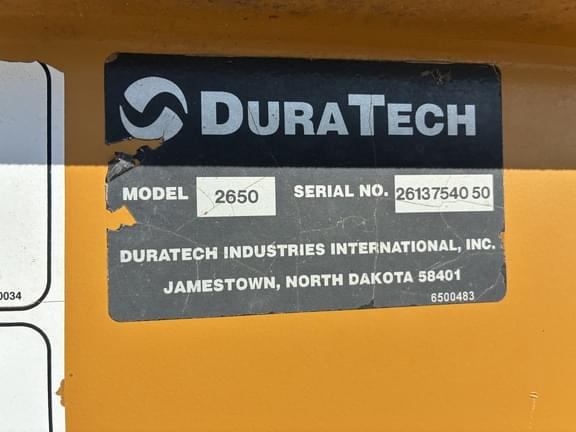 DURATECH
MODEL 2650 SERIAL NO. 26137540 50
DURATECH INDUSTRIES INTERNATIONAL, INC.
JAMESTOWN, NORTH DAKOTA 58401
6500483
0034